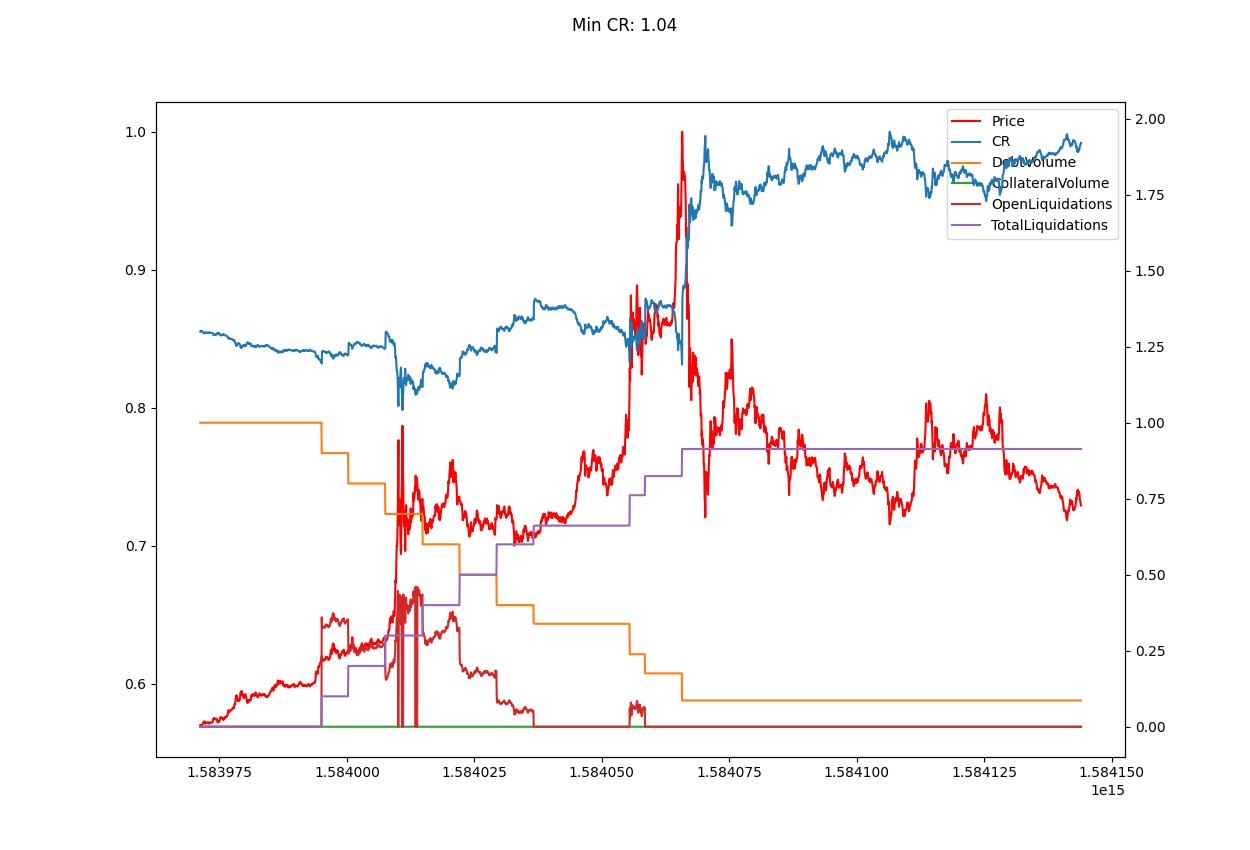 Min CR: 1.04
1.0
0.9
0.8
0.7
0.6
2.00
1.75
1.50
1.25
1.00
0.75
0.50
0.25
0.00
Price
CR
DebtVolume
CollateralVolume
OpenLiquidations
TotalLiquidations
1.583975 1.584000 1.584025 1.584050 1.584075 1.584100 1.584125 1.584150
1e15